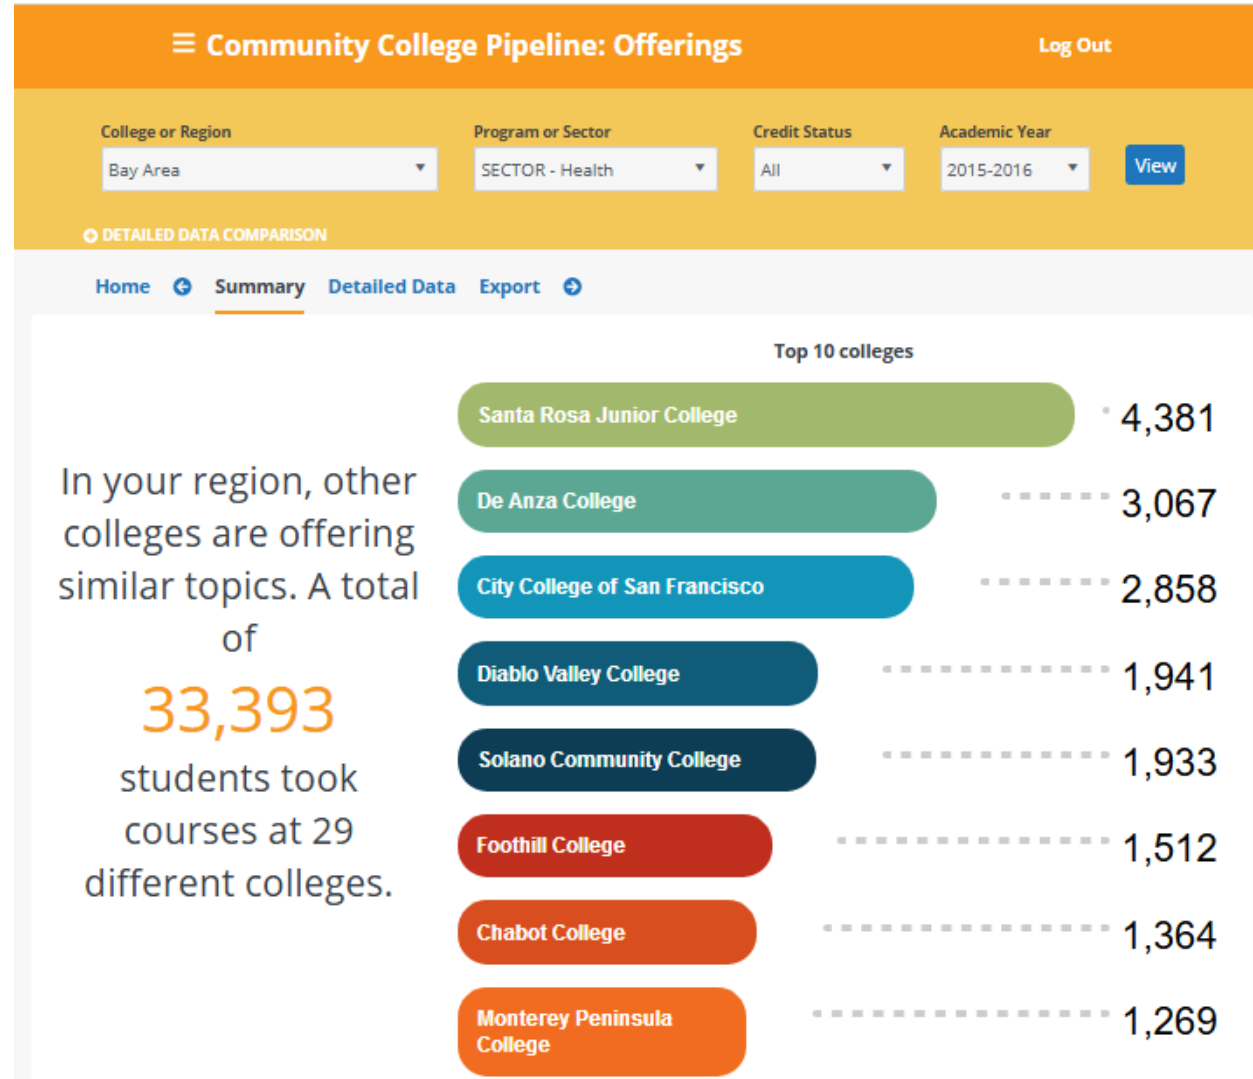 Community College Pipeline: Offerings
Log Out
College or Region
Program or Sector
Credit Status
Academic Year
Bay Area
SECTOR - Health
All
2015-2016
View
DETAILED DATA COMPARISON
Home
Summary
Detailed Data
Export
In your region, other
colleges are offering
similar topics. A total
of
33,393
students took
courses at 29
different colleges.
Top 10 colleges
Santa Rosa Junior College
4,381
De Anza College
3,067
City College of San Francisco
2,858
Diablo Valley College
1,941
Solano Community College
1,933
Foothill College
1,512
Chabot College
1,364
Monterey Peninsula
College
1,269